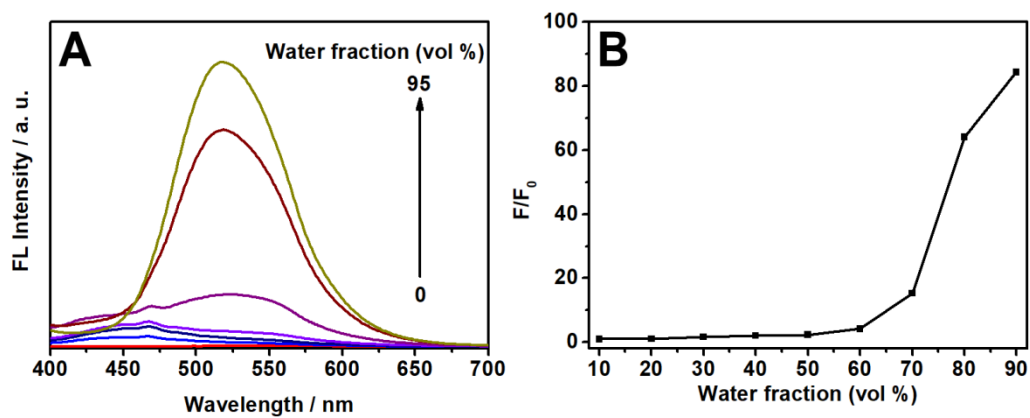 A
Water fraction (vol %)
95
0
FL Intensity / a. u.
400 450 500 550 600 650 700
Wavelength / nm
B
100
80
60
40
20
0
F/F0
10 20 30 40 50 60 70 80 90
Water fraction (vol %)